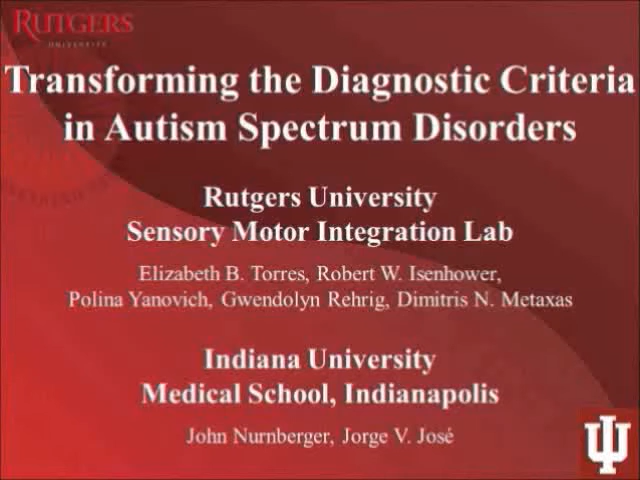 RUTGERS
UNIVERSITY
Transforming the Diagnostic Criteria
in Autism Spectrum Disorders
Rutgers University
Sensory Motor Integration Lab
Elizabeth B. Torres, Robert W. Isenhower,
Polina Yanovich, Gwendolyn Rehrig, Dimitris N. Metaxas
Indiana University
Medical School, Indianapolis
John Nurnberger, Jorge V. José